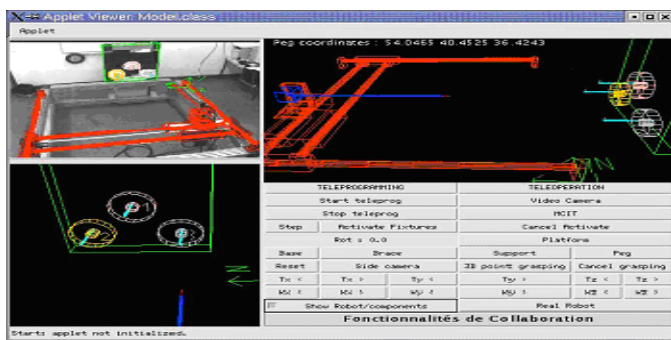 Applet Viewer: Model.class
Applet
Peg coordinates : 54.0465 40.4525 36.4243
TELEPROGRAMMING TELEOPERATION
Start teleprog Video Camera
Stop teleprog MCIT
Step Activate Fixtures Cancel Activate
Rot : 0.0 Platform
Base Brace Support Peg
Reset Side camera 3D point grasping Cancel grasping
Tx < Tx > Ty < Ty > Tz < Tz >
Wx < Wx > Wy < Wy > Wz < Wz >
Show Robot/components Real Robot
Fonctionnalités de Collaboration
Start: applet not initialized.